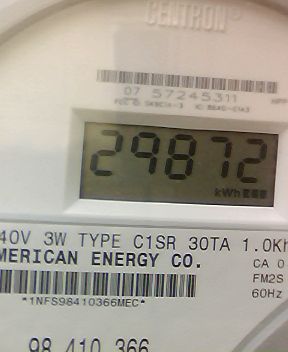 CENTRON®
07 57245311
29872
kWh
40V 3W TYPE C1SR 30TA 1.0Kh
MERICAN ENERGY CO.
CA 0
FM2S
60Hz
*1NFS98410366MEC*
98 410 366